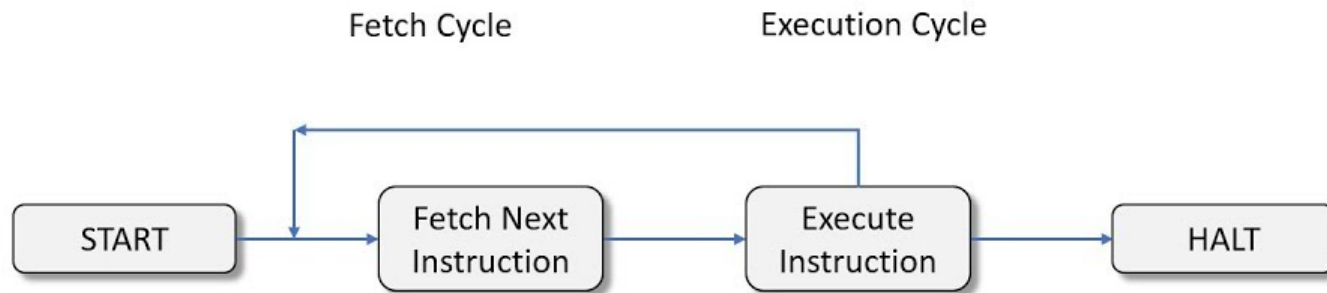 Fetch Cycle
Execution Cycle
START
Fetch Next
Instruction
Execute
Instruction
HALT